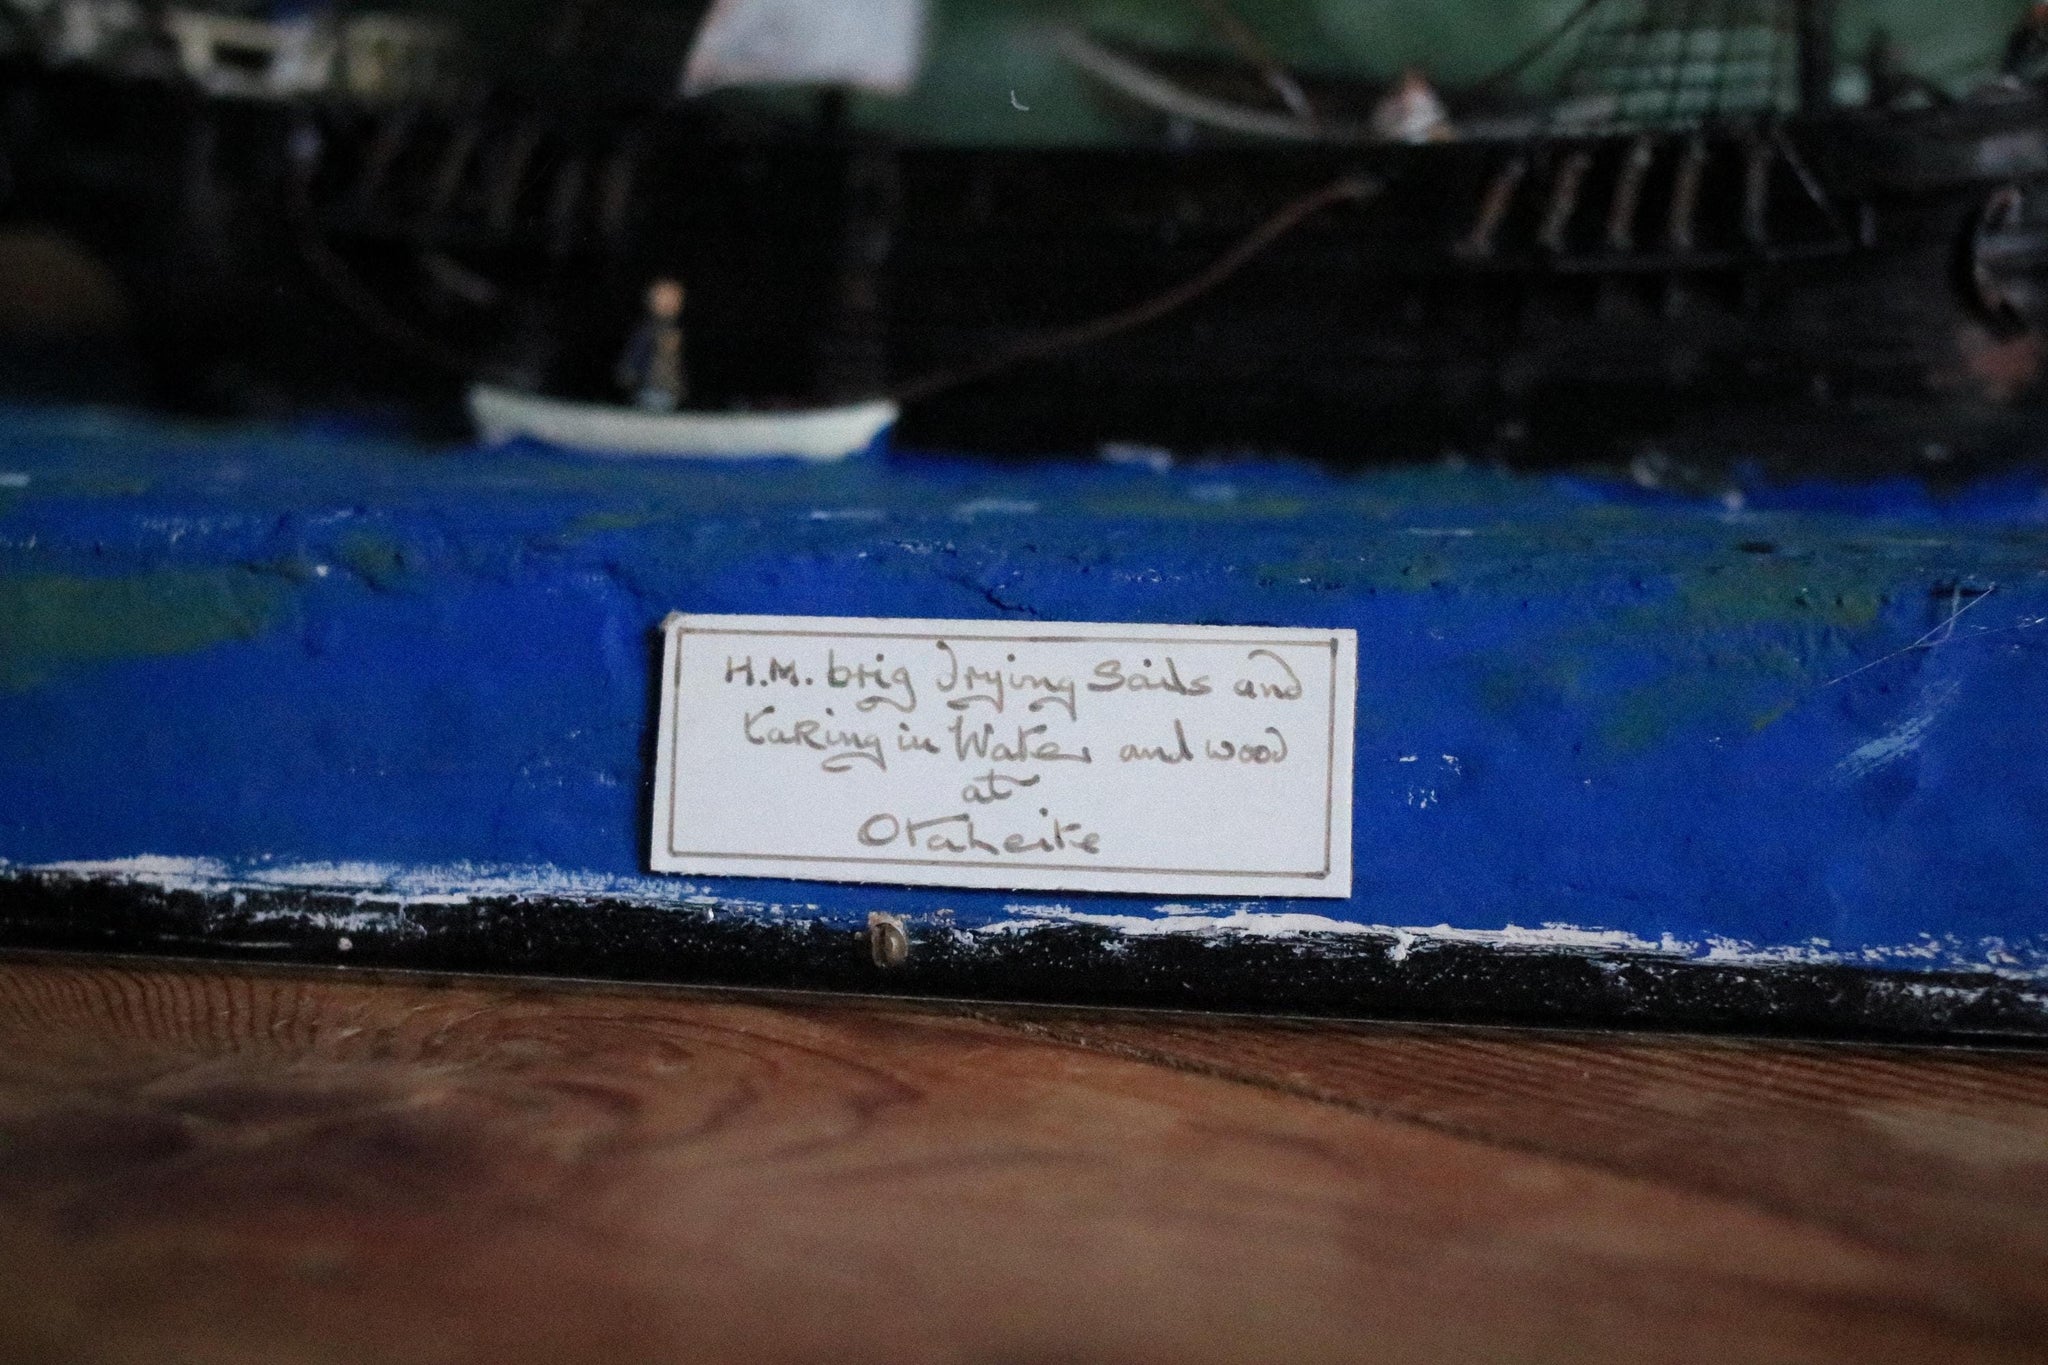 H.M. brig drying Sails and
taking in Water and wood
at
Otaheite